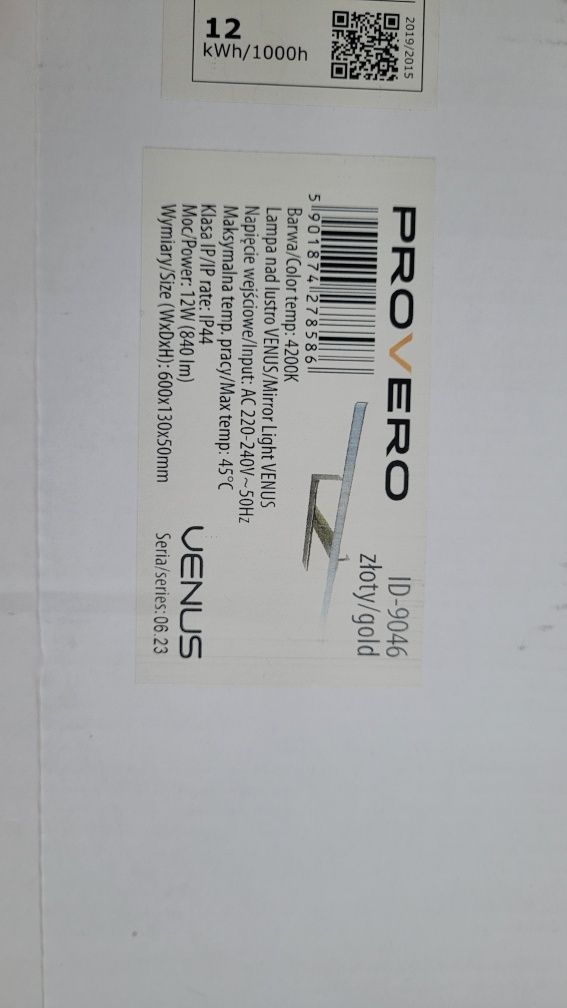 12
kWh/1000h
2019/2015
PROVERO
ID-9046
złoty/gold
5 901874 278586
Barwa/Color temp: 4200K
Lampa nad lustro VENUS/Mirror Light VENUS
Napięcie wejściowe/Input: AC 220-240V~50Hz
Maksymalna temp. pracy/Max temp: 45°C
Klasa IP/IP rate: IP44
Moc/Power: 12W (840 lm)
Wymiary/Size (WxDxH): 600x130x50mm
VENUS
Seria/series: 06.23